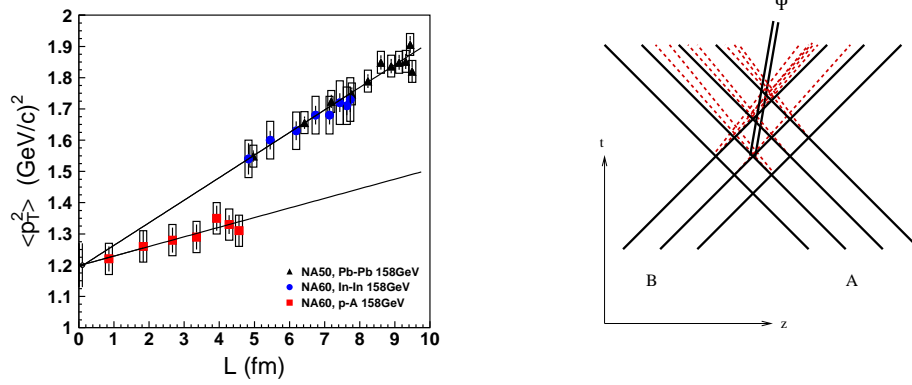 <p²_T> (GeV/c)²
2
1.9
1.8
1.7
1.6
1.5
1.4
1.3
1.2
1.1
1
0 1 2 3 4 5 6 7 8 9 10
L (fm)
NA50, Pb-Pb 158GeV
NA60, In-In 158GeV
NA60, p-A 158GeV
ψ
t
B
A
z